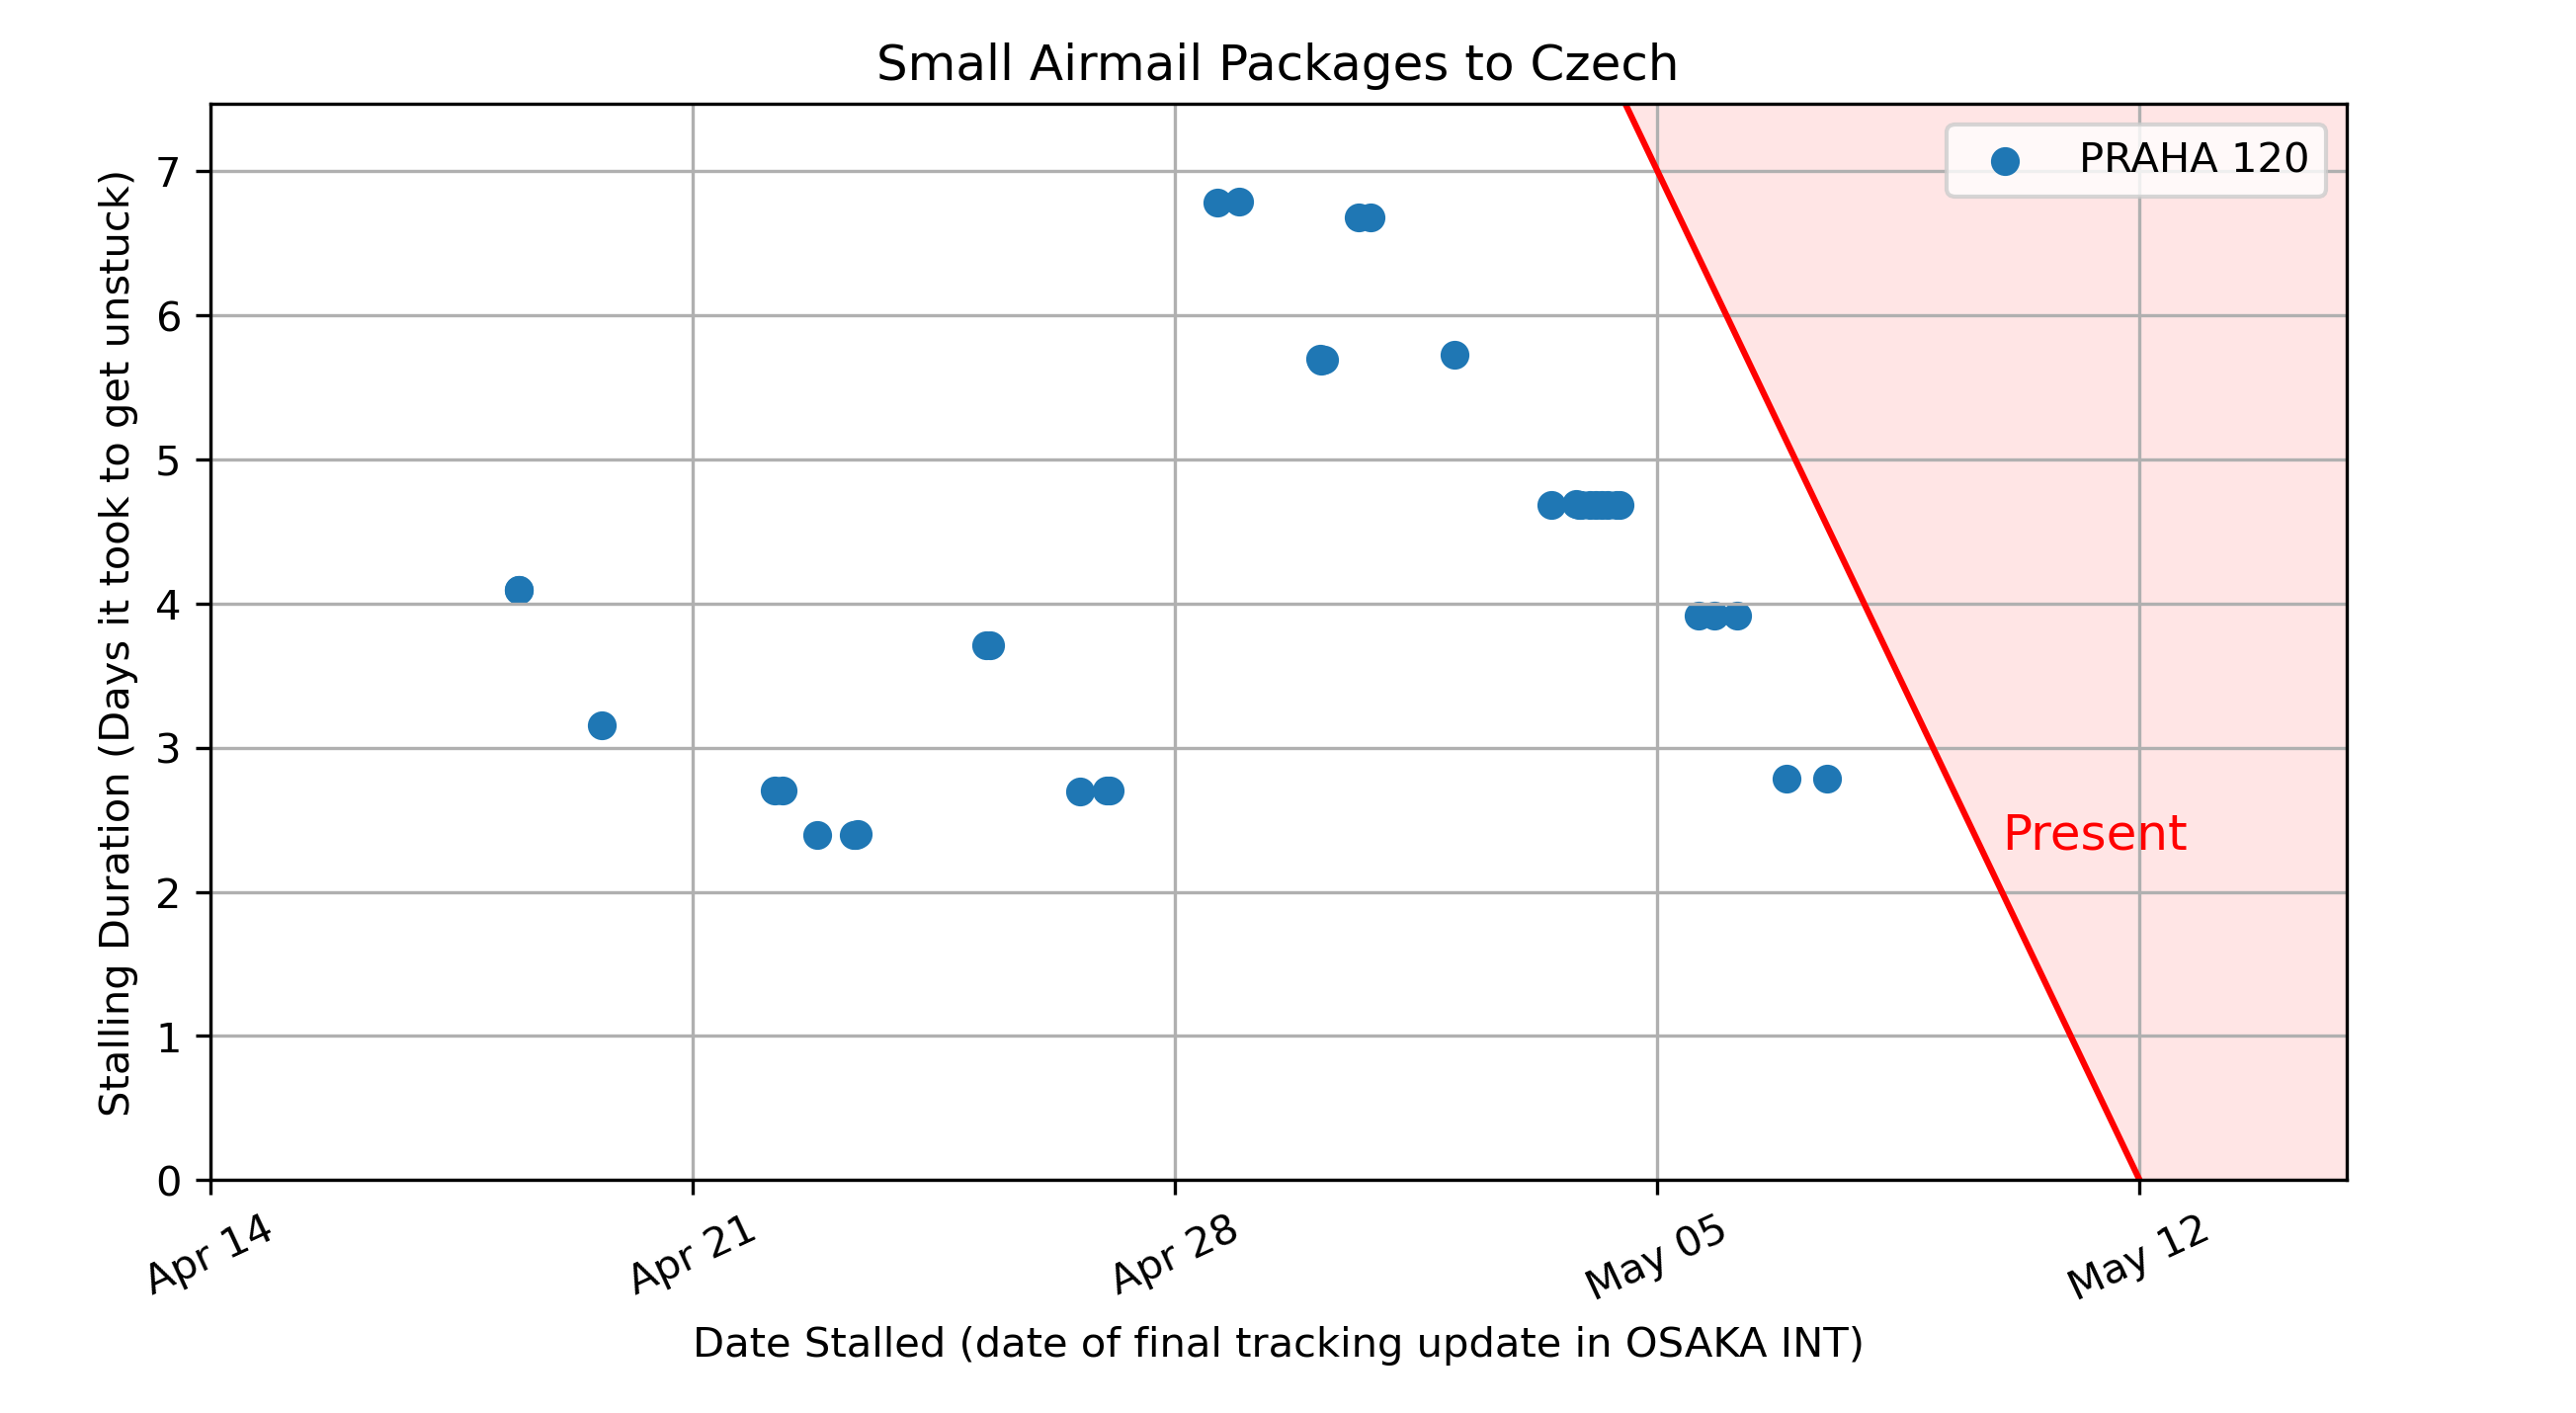 Small Airmail Packages to Czech
PRAHA 120
Stalling Duration (Days it took to get unstuck)
7
6
5
4
3
2
1
0
Present
Apr 14
Apr 21
Apr 28
May 05
May 12
Date Stalled (date of final tracking update in OSAKA INT)